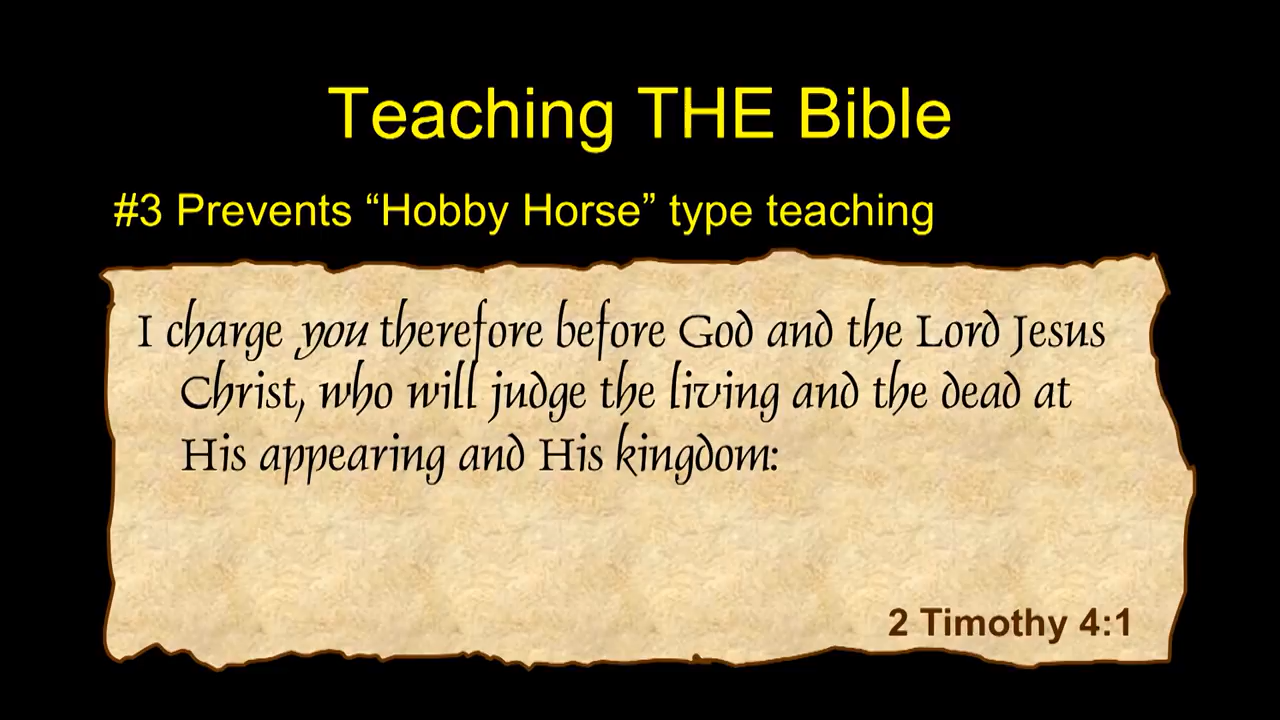 Teaching THE Bible
#3 Prevents “Hobby Horse” type teaching
I charge you therefore before God and the Lord Jesus
Christ, who will judge the living and the dead at
His appearing and His kingdom:
2 Timothy 4:1